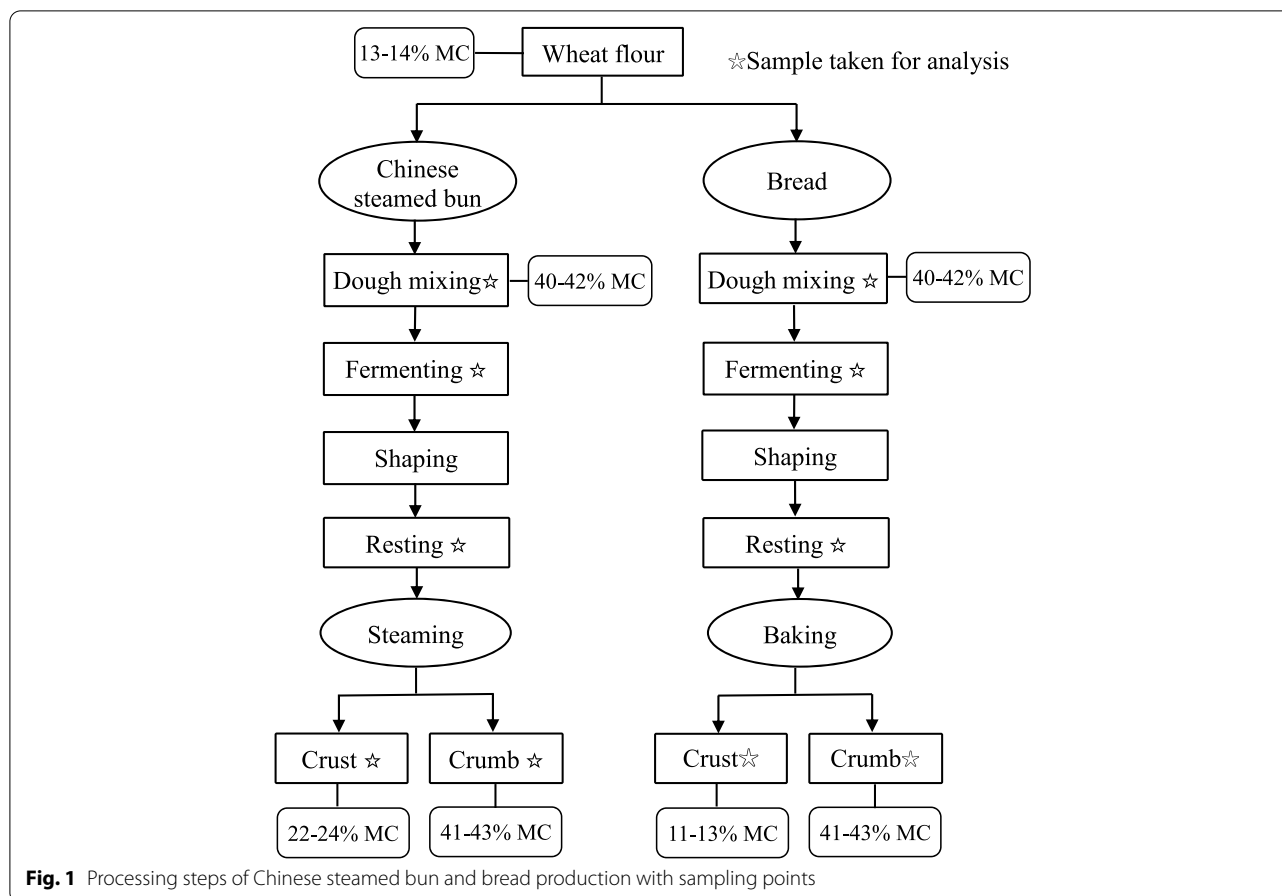 13-14% MC
Wheat flour
☆Sample taken for analysis
Chinese
steamed bun
Bread
Dough mixing☆
40-42% MC
Dough mixing ☆
40-42% MC
Fermenting ☆
Fermenting ☆
Shaping
Shaping
Resting ☆
Resting ☆
Steaming
Baking
Crust ☆
Crumb ☆
Crust☆
Crumb☆
22-24% MC
41-43% MC
11-13% MC
41-43% MC
Fig. 1 Processing steps of Chinese steamed bun and bread production with sampling points